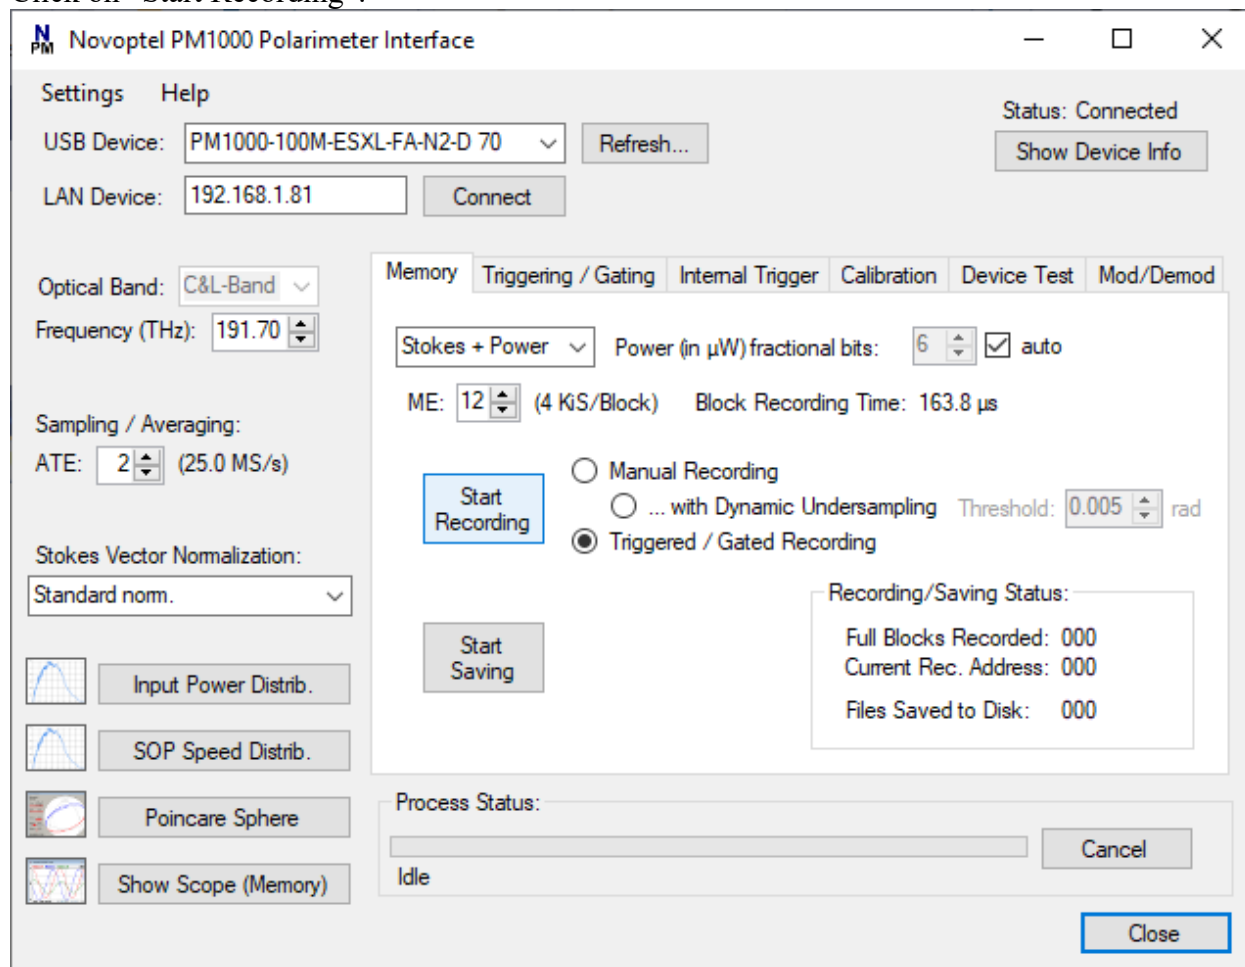 Click on "Start Recording".
Novoptel PM1000 Polarimeter Interface
Settings Help
Status: Connected
USB Device: PM1000-100M-ESXL-FA-N2-D 70 Refresh... Show Device Info
LAN Device: 192.168.1.81 Connect
Optical Band: C&L-Band
Frequency (THz): 191.70
Sampling / Averaging:
ATE: 2 (25.0 MS/s)
Stokes Vector Normalization:
Standard norm.
Input Power Distrib.
SOP Speed Distrib.
Poincare Sphere
Show Scope (Memory)
Memory Triggering / Gating Internal Trigger Calibration Device Test Mod/Demod
Stokes + Power Power (in µW) fractional bits: 6 auto
ME: 12 (4 KiS/Block) Block Recording Time: 163.8 µs
Start
Recording
Manual Recording
... with Dynamic Undersampling Threshold: 0.005 rad
Triggered / Gated Recording
Start
Saving
Recording/Saving Status:
Full Blocks Recorded: 000
Current Rec. Address: 000
Files Saved to Disk: 000
Process Status:
Cancel
Idle
Close